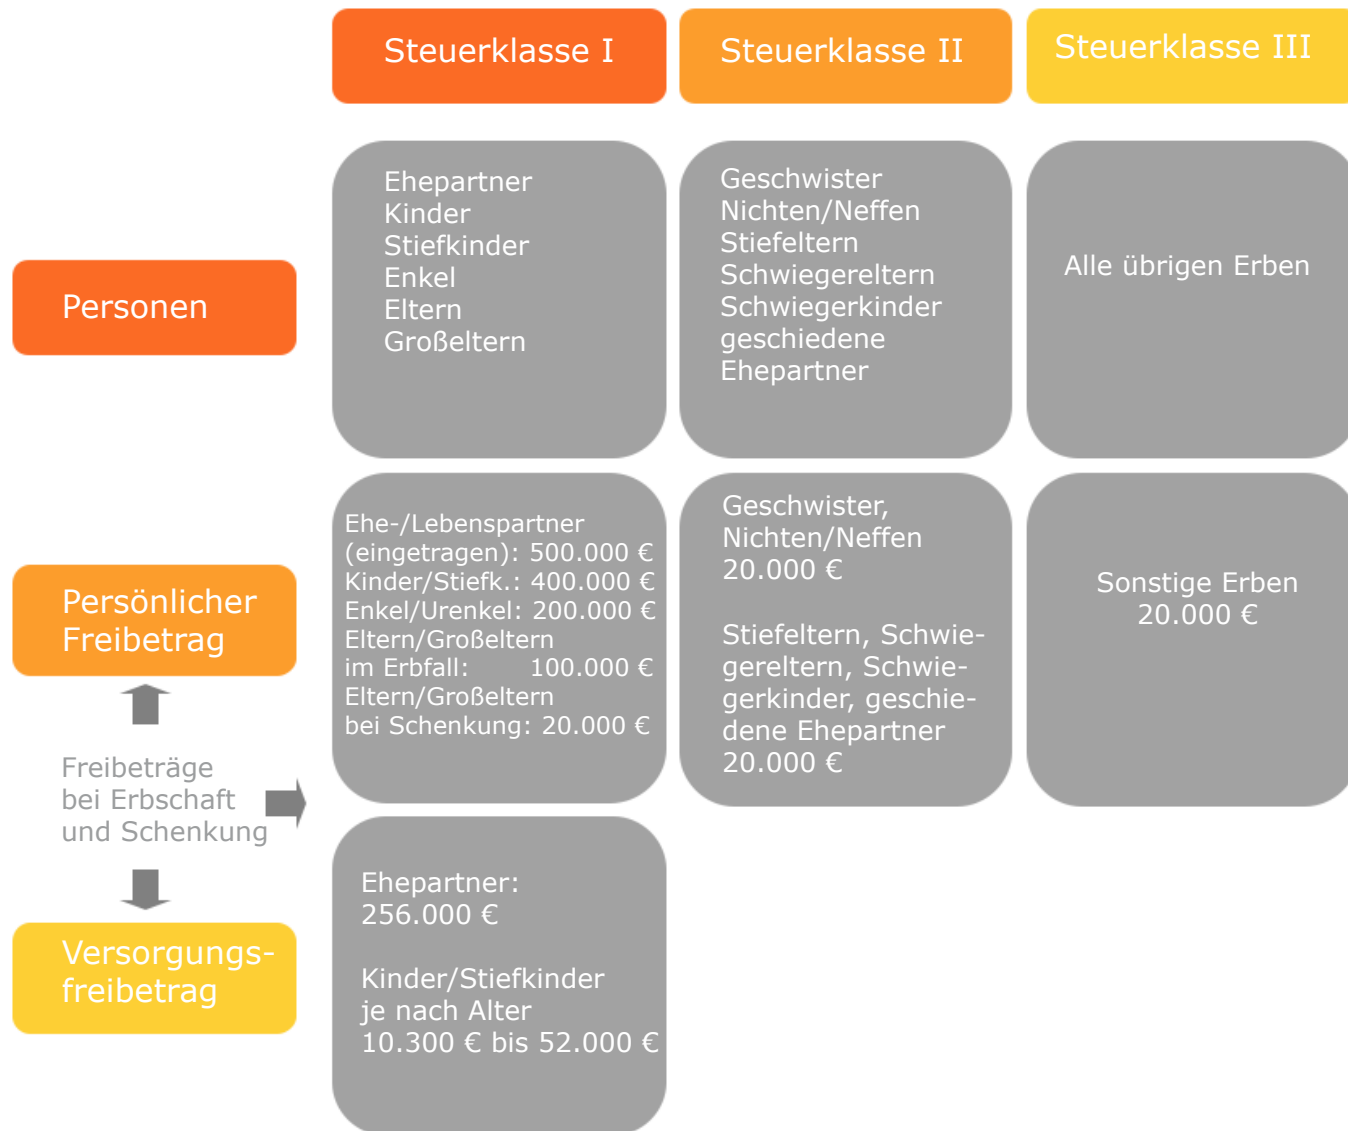 Steuerklasse I
Steuerklasse II
Steuerklasse III
Personen
Ehepartner
Kinder
Stiefkinder
Enkel
Eltern
Großeltern
Geschwister
Nichten/Neffen
Stiefeltern
Schwiegereltern
Schwiegerkinder
geschiedene
Ehepartner
Alle übrigen Erben
Persönlicher
Freibetrag
Ehe-/Lebenspartner
(eingetragen): 500.000 €
Kinder/Stiefk.: 400.000 €
Enkel/Urenkel: 200.000 €
Eltern/Großeltern
im Erbfall: 100.000 €
Eltern/Großeltern
bei Schenkung: 20.000 €
Geschwister,
Nichten/Neffen
20.000 €
Stiefeltern, Schwie-
gereltern, Schwie-
gerkinder, geschie-
dene Ehepartner
20.000 €
Sonstige Erben
20.000 €
Freibeträge
bei Erbschaft
und Schenkung
Versorgungs-
freibetrag
Ehepartner:
256.000 €
Kinder/Stiefkinder
je nach Alter
10.300 € bis 52.000 €